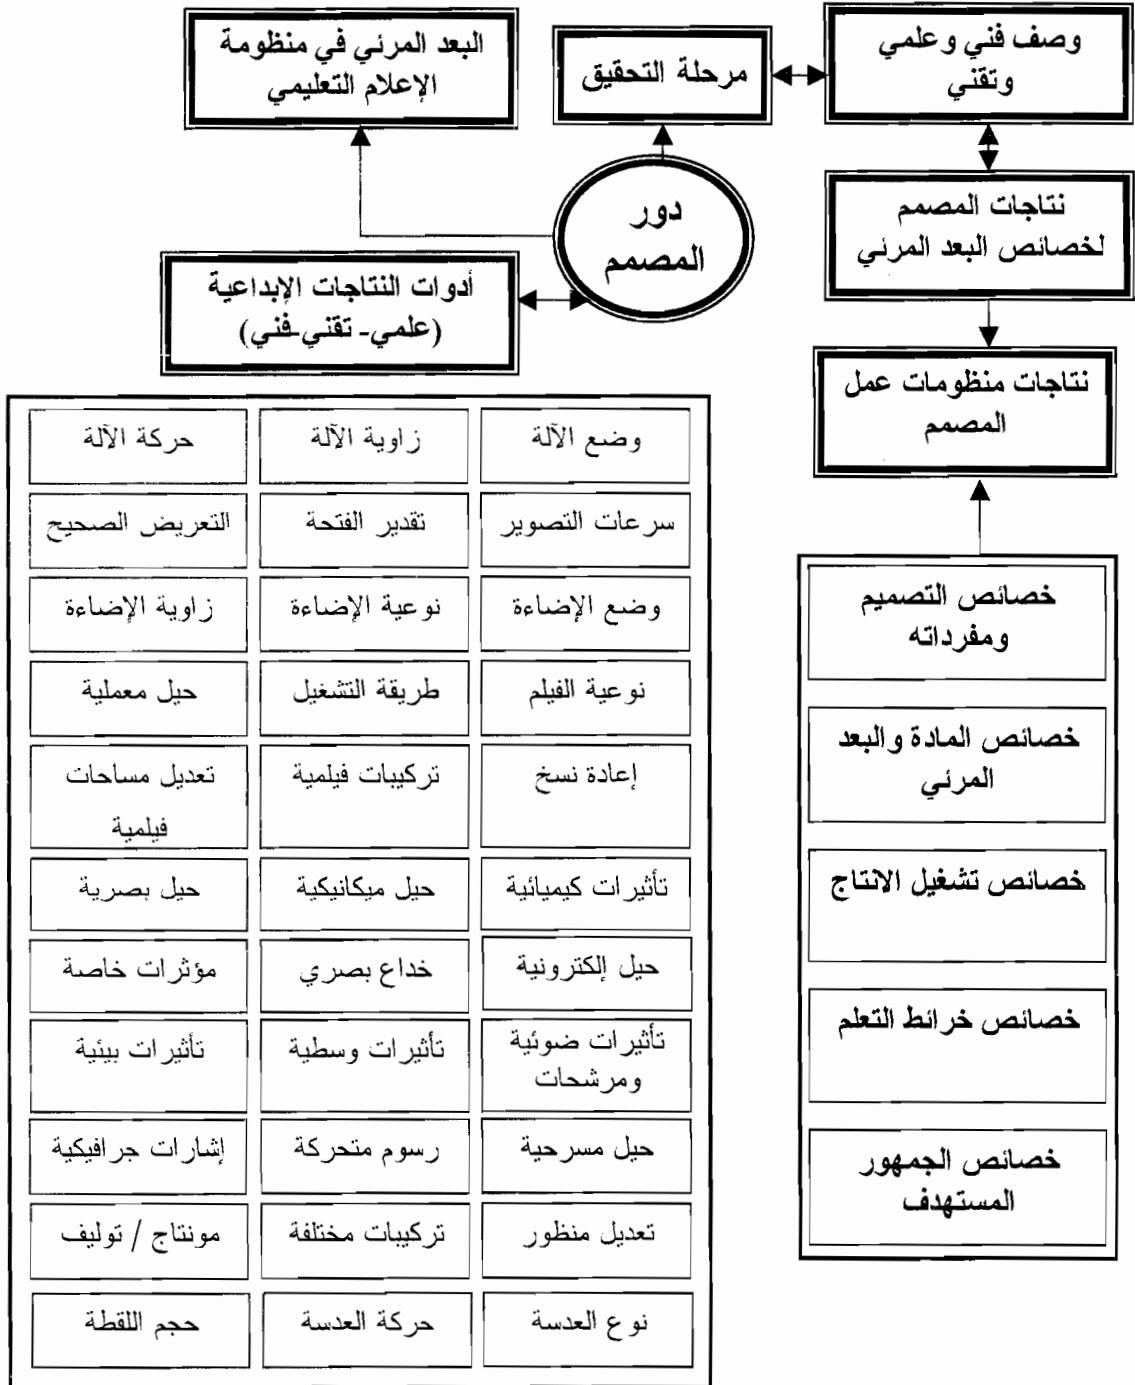 وصف فني وعلمي
وتقني
مرحلة التحقيق
البعد المرئي في منظومة
الإعلام التعليمي
دور
المصمم
نتاجات المصمم
لخصائص البعد المرئي
أدوات النتاجات الإبداعية
(علمي- تقني-فني)
نتاجات منظومات عمل
المصمم
خصائص التصميم
ومفرداته
خصائص المادة والبعد
المرئي
خصائص تشغيل الانتاج
خصائص خرائط التعلم
خصائص الجمهور
المستهدف
وضع الآلة
زاوية الآلة
حركة الآلة
سرعات التصوير
تقدير الفتحة
التعريض الصحيح
وضع الإضاءة
نوعية الإضاءة
زاوية الإضاءة
نوعية الفيلم
طريقة التشغيل
حيل معملية
إعادة نسخ
تركيبات فيلمية
تعديل مساحات
فيلمية
تأثيرات كيميائية
حيل ميكانيكية
حيل بصرية
حيل إلكترونية
خداع بصري
مؤثرات خاصة
تأثيرات ضوئية
ومرشحات
تأثيرات وسطية
تأثيرات بيئية
حيل مسرحية
رسوم متحركة
إشارات جرافيكية
تعديل منظور
تركيبات مختلفة
مونتاج / توليف
نوع العدسة
حركة العدسة
حجم اللقطة